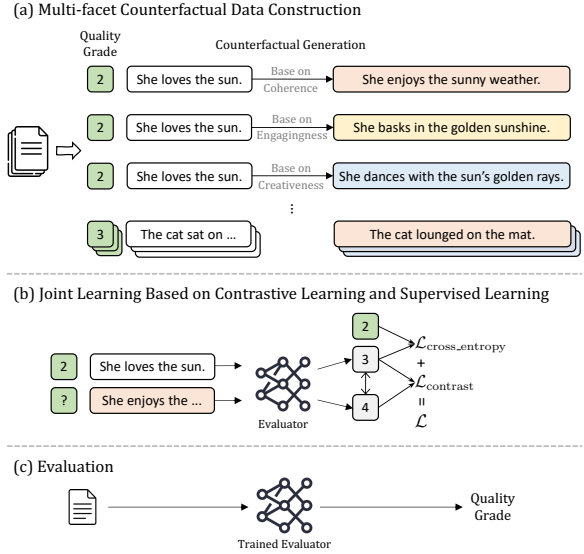 (a) Multi-facet Counterfactual Data Construction
Quality Grade
Counterfactual Generation
2 She loves the sun. Base on Coherence She enjoys the sunny weather.
2 She loves the sun. Base on Engagingness She basks in the golden sunshine.
2 She loves the sun. Base on Creativeness She dances with the sun's golden rays.
...
3 The cat sat on ... The cat lounged on the mat.
(b) Joint Learning Based on Contrastive Learning and Supervised Learning
2
2 She loves the sun. 3 ℒcross_entropy
+
? She enjoys the ... 4 ℒcontrast
=
Evaluator ℒ
(c) Evaluation
Quality Grade
Trained Evaluator